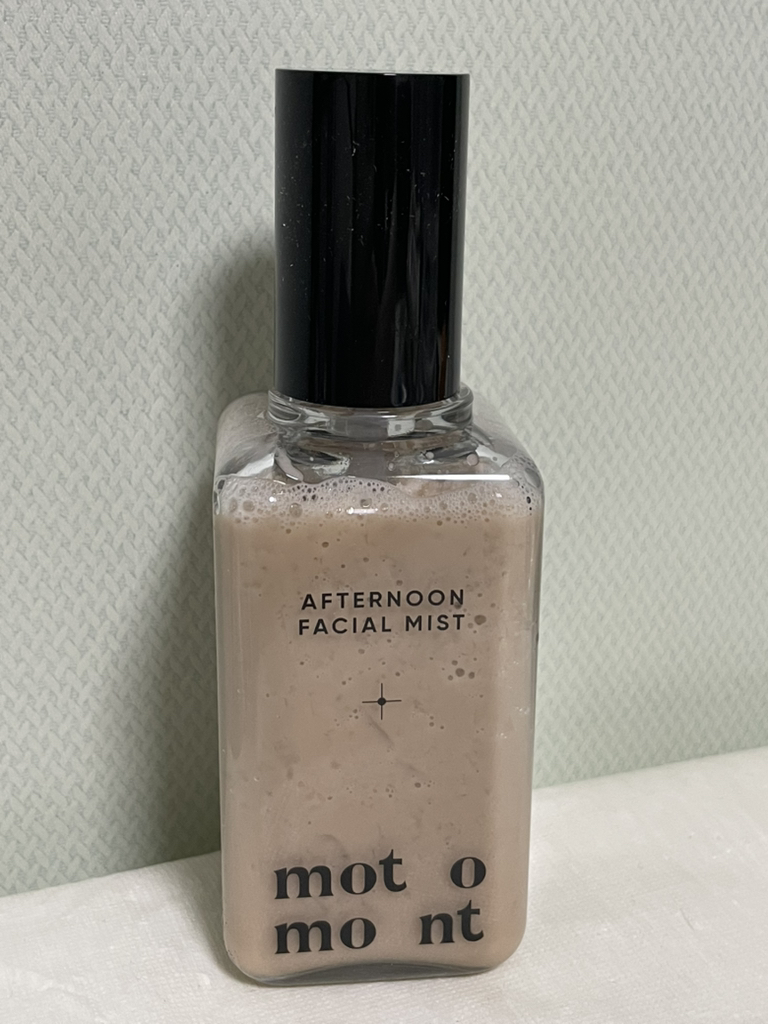 AFTERNOON
FACIAL MIST
mot o
mo nt